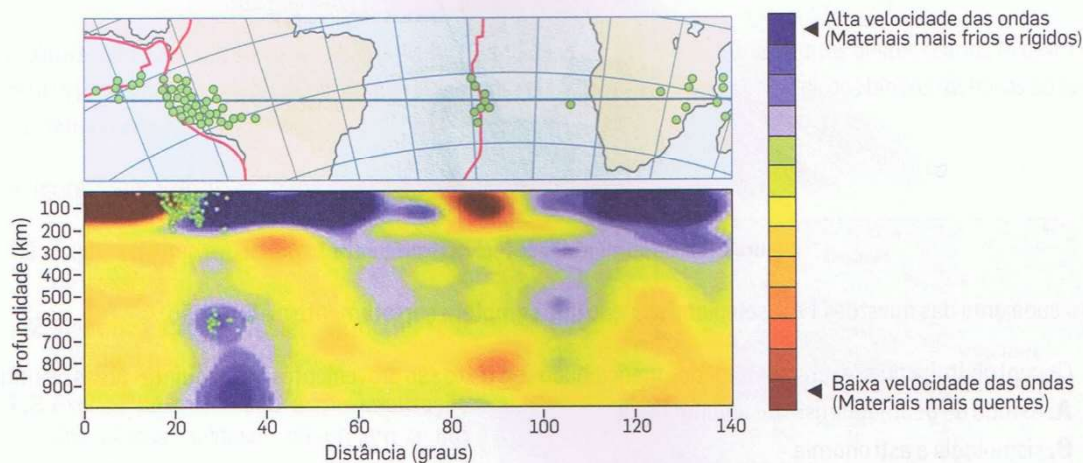 Alta velocidade das ondas
(Materiais mais frios e rígidos)
Profundidade (km)
100
200
300
400
500
600
700
800
900
0
20
40
60
80
100
120
140
Distância (graus)
Baixa velocidade das ondas
(Materiais mais quentes)